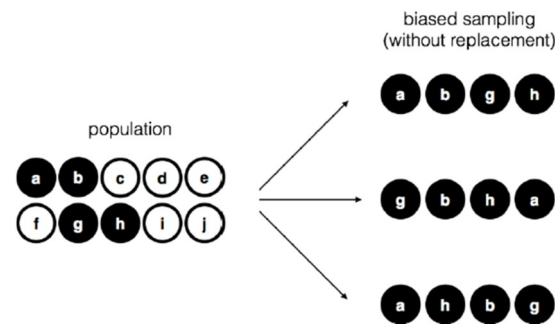 biased sampling
(without replacement)
a b g h
population
a b c d e
f g h i j
g b h a
a h b g